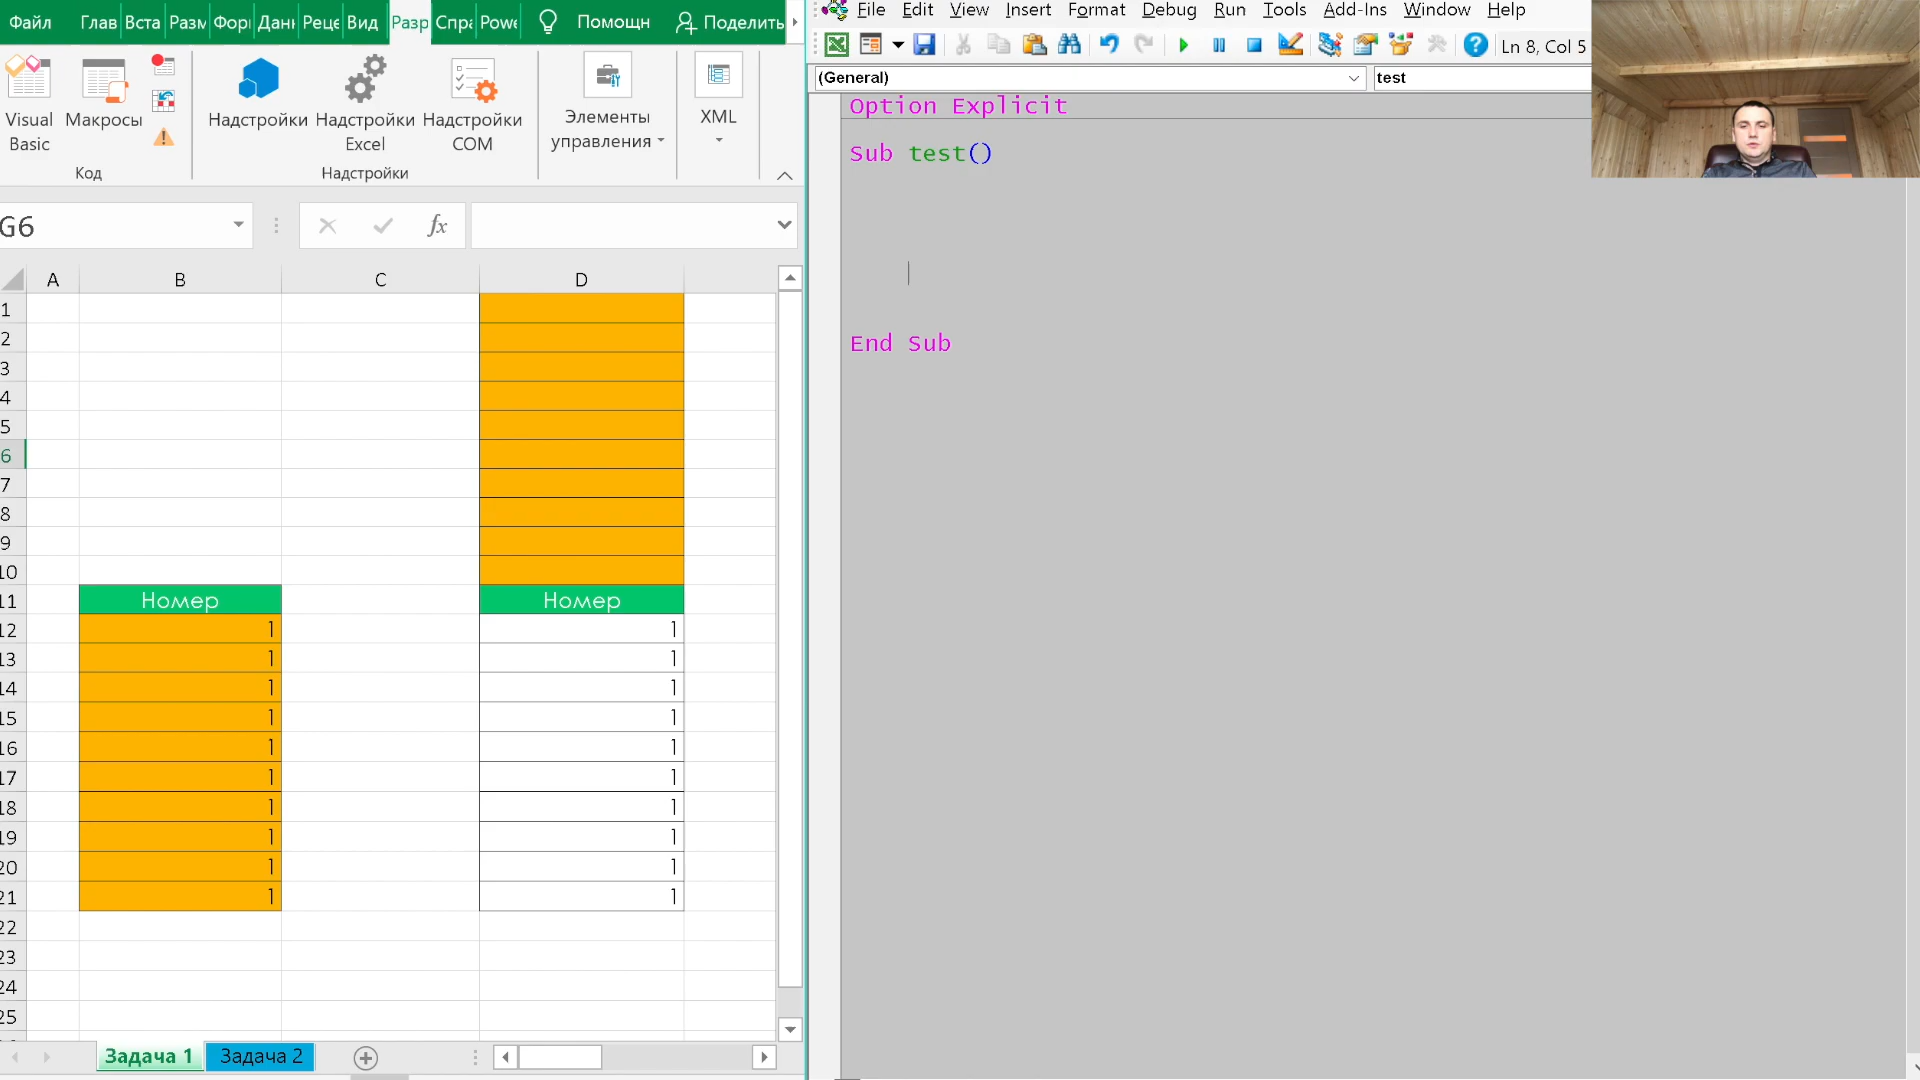 Файл Глав Вста Разм Форм Данн Реце Вид Разр Спра Powe Помощн Поделить
Visual Basic
Макросы
Код
Надстройки
Надстройки Excel
Надстройки COM
Надстройки
Элементы управления
XML
G6
fx
A B C D
1
2
3
4
5
6
7
8
9
10
11 Номер Номер
12 1 1
13 1 1
14 1 1
15 1 1
16 1 1
17 1 1
18 1 1
19 1 1
20 1 1
21 1 1
22
23
24
25
Задача 1 Задача 2
File Edit View Insert Format Debug Run Tools Add-Ins Window Help
Ln 8, Col 5
(General) test
Option Explicit
Sub test()
End Sub